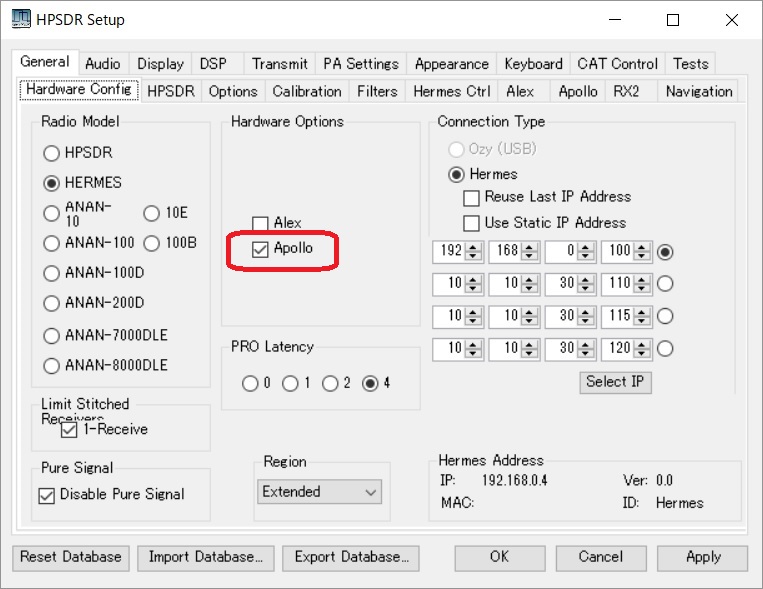 HPSDR Setup
General Audio Display DSP Transmit PA Settings Appearance Keyboard CAT Control Tests
Hardware Config HPSDR Options Calibration Filters Hermes Ctrl Alex Apollo RX2 Navigation
Radio Model
HPSDR
HERMES
ANAN-10 10E
ANAN-100 100B
ANAN-100D
ANAN-200D
ANAN-7000DLE
ANAN-8000DLE
Limit Stitched
Receivers
1-Receive
Pure Signal
Disable Pure Signal
Hardware Options
Alex
Apollo
PRO Latency
0 1 2 4
Region
Extended
Connection Type
Ozy (USB)
Hermes
Reuse Last IP Address
Use Static IP Address
192 168 0 100
10 10 30 110
10 10 30 115
10 10 30 120
Select IP
Hermes Address
IP: 192.168.0.4 Ver: 0.0
MAC: ID: Hermes
Reset Database Import Database... Export Database... OK Cancel Apply